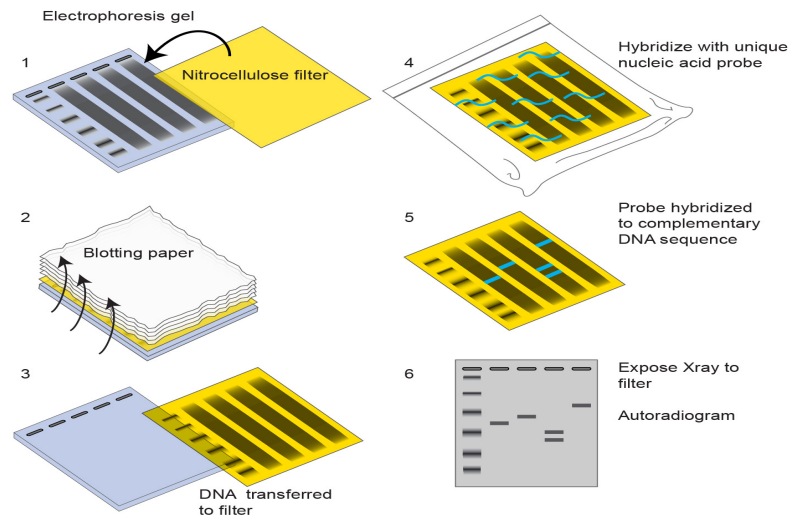 Electrophoresis gel
1
Nitrocellulose filter
2
Blotting paper
3
DNA transferred
to filter
4
Hybridize with unique
nucleic acid probe
5
Probe hybridized
to complementary
DNA sequence
6
Expose Xray to
filter
Autoradiogram